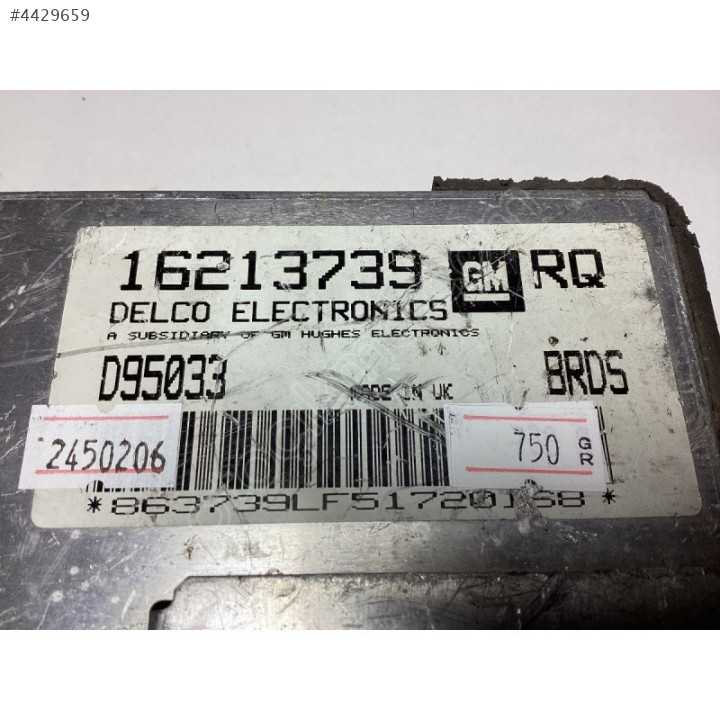 #4429659
16213739 GM RQ
DELCO ELECTRONICS
A SUBSIDIARY OF GM HUGHES ELECTRONICS
D95033 MADE IN UK BRDS
2450206 750 GR